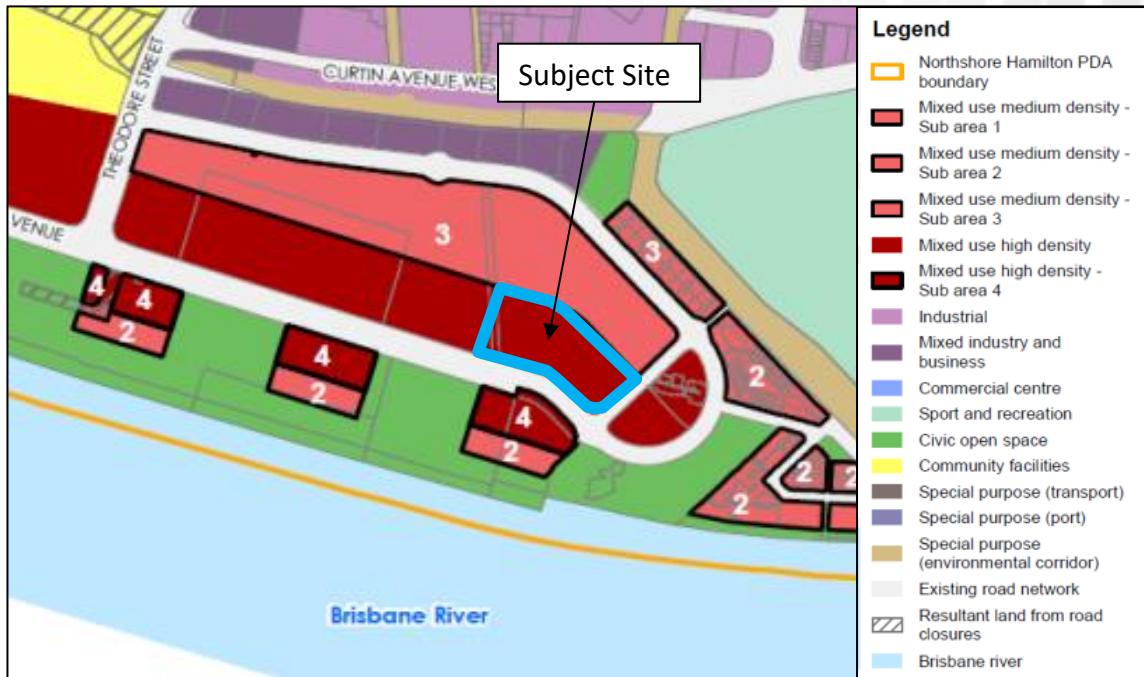 Subject Site
CURTIN AVENUE WES
THEODORE STREET
VENUE
3
3
4
4
2
4
2
4
2
2
2
2
2
Brisbane River
Legend
Northshore Hamilton PDA
boundary
Mixed use medium density -
Sub area 1
Mixed use medium density -
Sub area 2
Mixed use medium density -
Sub area 3
Mixed use high density
Mixed use high density -
Sub area 4
Industrial
Mixed industry and
business
Commercial centre
Sport and recreation
Civic open space
Community facilities
Special purpose (transport)
Special purpose (port)
Special purpose
(environmental corridor)
Existing road network
Resultant land from road
closures
Brisbane river